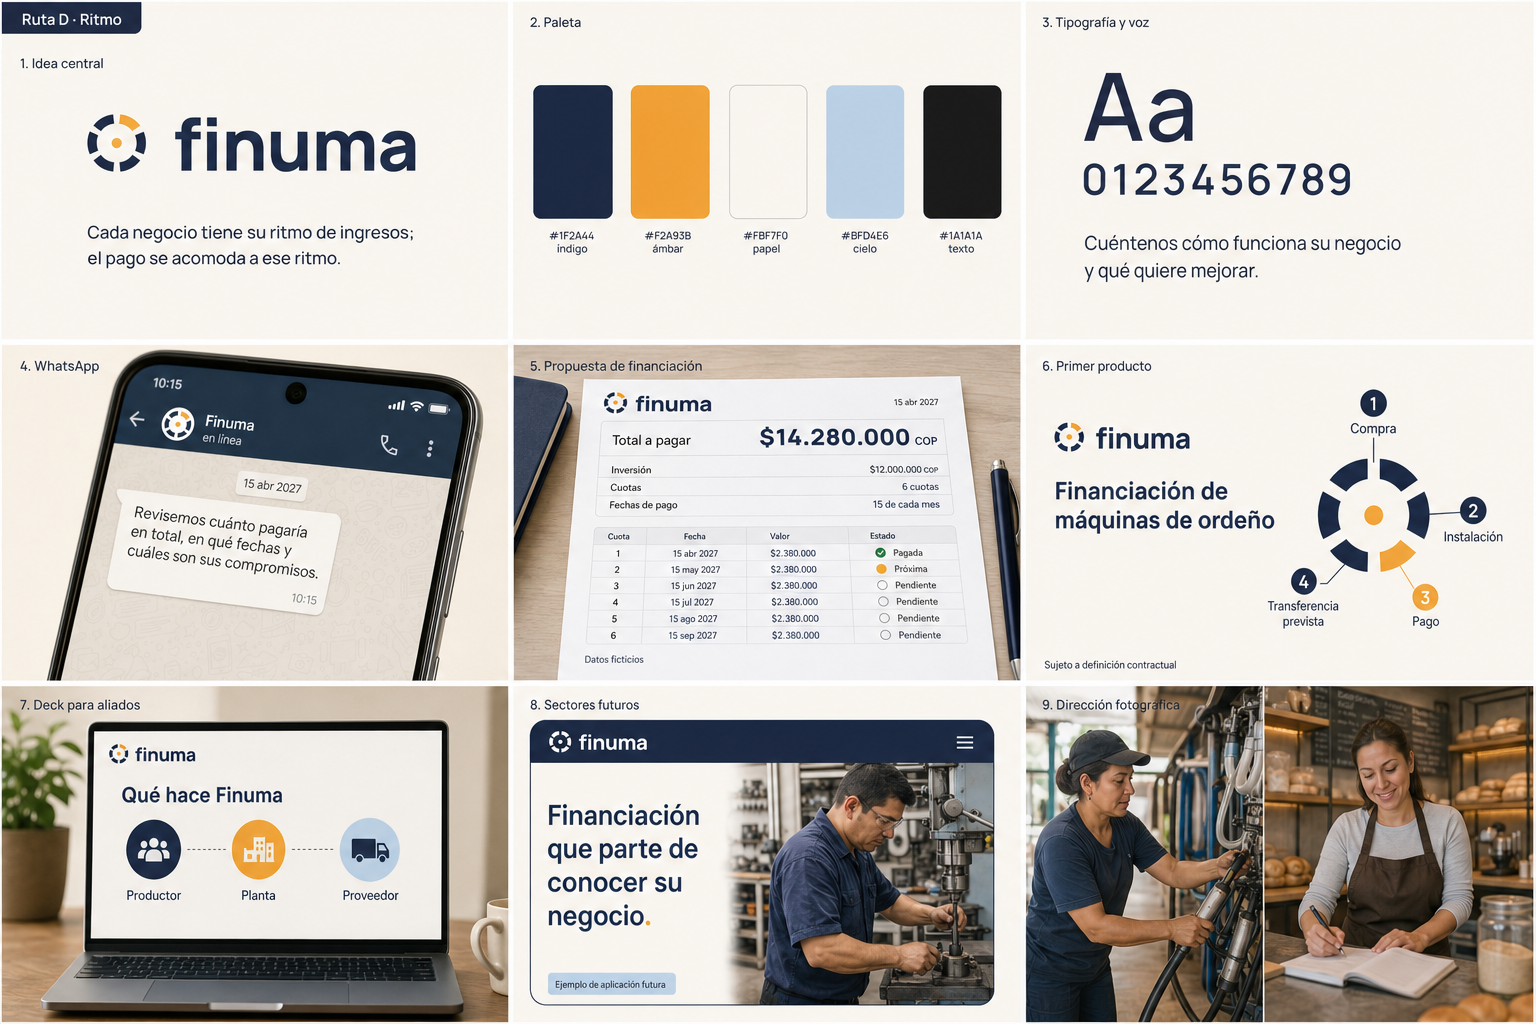 Ruta D · Ritmo
1. Idea central
finuma
Cada negocio tiene su ritmo de ingresos;
el pago se acomoda a ese ritmo.
2. Paleta
#1F2A44
índigo
#F2A93B
ámbar
#FBF7F0
papel
#BFD4E6
cielo
#1A1A1A
texto
3. Tipografía y voz
Aa
0123456789
Cuéntenos cómo funciona su negocio
y qué quiere mejorar.
4. WhatsApp
10:15
Finuma
en línea
15 abr 2027
Revisemos cuánto pagaría
en total, en qué fechas y
cuáles son sus compromisos.
10:15
5. Propuesta de financiación
finuma
15 abr 2027
Total a pagar $14.280.000 COP
Inversión $12.000.000 COP
Cuotas 6 cuotas
Fechas de pago 15 de cada mes
Cuota Fecha Valor Estado
1 15 abr 2027 $2.380.000 Pagada
2 15 may 2027 $2.380.000 Próxima
3 15 jun 2027 $2.380.000 Pendiente
4 15 jul 2027 $2.380.000 Pendiente
5 15 ago 2027 $2.380.000 Pendiente
6 15 sep 2027 $2.380.000 Pendiente
Datos ficticios
6. Primer producto
finuma
Financiación de
máquinas de ordeño
1
Compra
2
Instalación
3
Pago
4
Transferencia
prevista
Sujeto a definición contractual
7. Deck para aliados
finuma
Qué hace Finuma
Productor
Planta
Proveedor
8. Sectores futuros
finuma
Financiación
que parte de
conocer su
negocio.
Ejemplo de aplicación futura
9. Dirección fotográfica